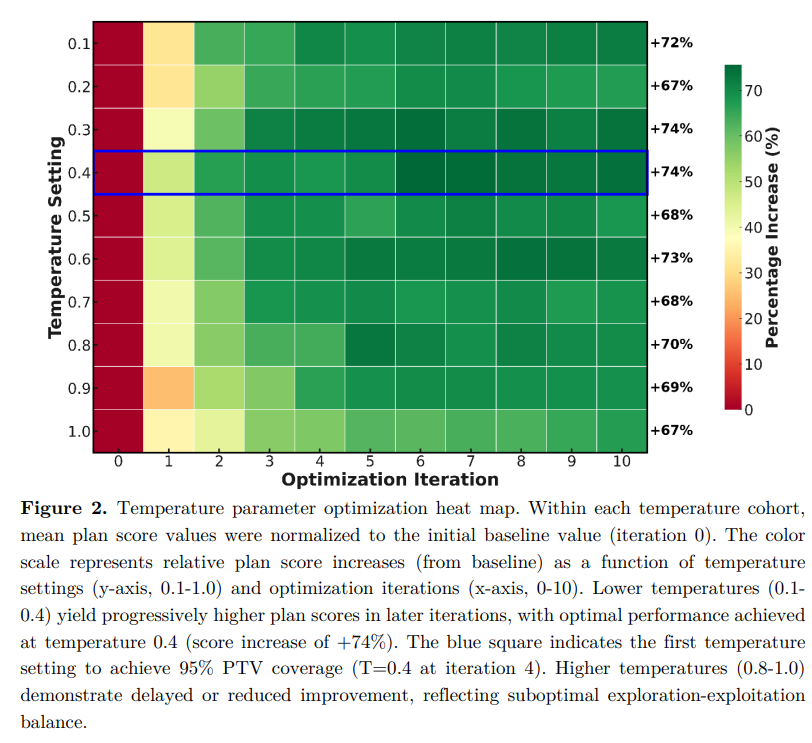 0.1
+72%
0.2
+67%
0.3
+74%
0.4
+74%
0.5
+68%
0.6
+73%
0.7
+68%
0.8
+70%
0.9
+69%
1.0
+67%
Temperature Setting
0 1 2 3 4 5 6 7 8 9 10
Optimization Iteration
70
60
50
40
30
20
10
0
Percentage Increase (%)
Figure 2. Temperature parameter optimization heat map. Within each temperature cohort,
mean plan score values were normalized to the initial baseline value (iteration 0). The color
scale represents relative plan score increases (from baseline) as a function of temperature
settings (y-axis, 0.1-1.0) and optimization iterations (x-axis, 0-10). Lower temperatures (0.1-
0.4) yield progressively higher plan scores in later iterations, with optimal performance achieved
at temperature 0.4 (score increase of +74%). The blue square indicates the first temperature
setting to achieve 95% PTV coverage (T=0.4 at iteration 4). Higher temperatures (0.8-1.0)
demonstrate delayed or reduced improvement, reflecting suboptimal exploration-exploitation
balance.